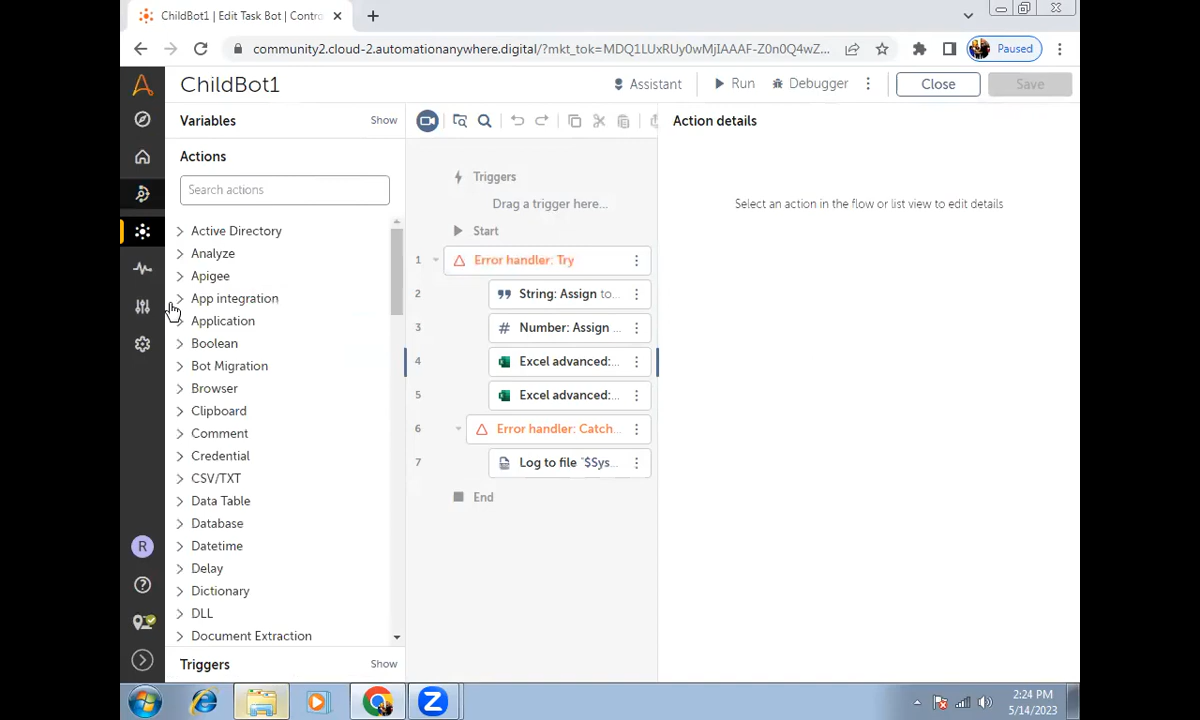 ChildBot1 | Edit Task Bot | Contro
community2.cloud-2.automationanywhere.digital/?mkt_tok=MDQ1LUxRUy0wMjIAAAF-Z0n0Q4wZ...
Paused
ChildBot1
Assistant
Run
Debugger
Close
Save
Variables
Show
Action details
Actions
Search actions
Select an action in the flow or list view to edit details
Active Directory
Analyze
Apigee
App integration
Application
Boolean
Bot Migration
Browser
Clipboard
Comment
Credential
CSV/TXT
Data Table
Database
Datetime
Delay
Dictionary
DLL
Document Extraction
Triggers
Show
Triggers
Drag a trigger here...
Start
1 Error handler: Try
2 String: Assign to...
3 Number: Assign ...
4 Excel advanced:...
5 Excel advanced:...
6 Error handler: Catch...
7 Log to file "$Sys...
End
R
2:24 PM
5/14/2023